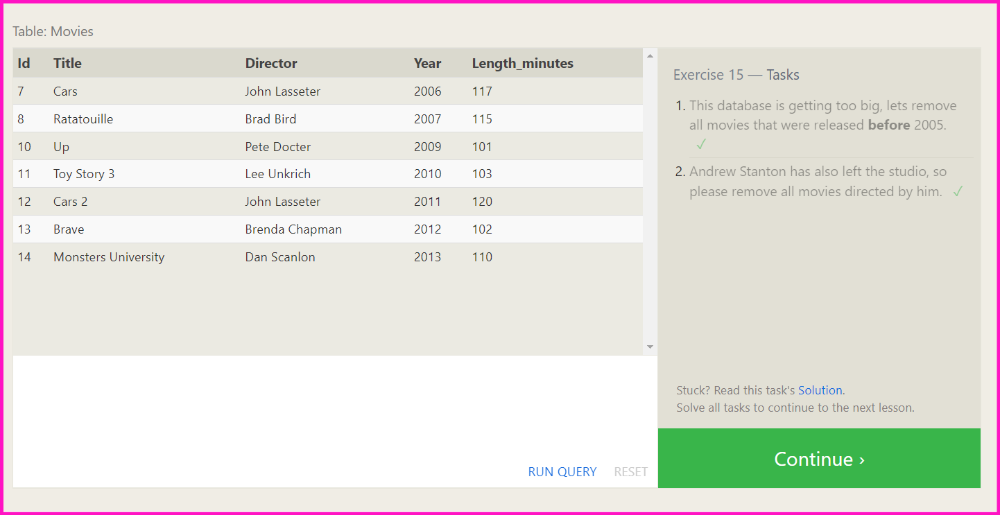 Table: Movies
Id Title Director Year Length_minutes
7 Cars John Lasseter 2006 117
8 Ratatouille Brad Bird 2007 115
10 Up Pete Docter 2009 101
11 Toy Story 3 Lee Unkrich 2010 103
12 Cars 2 John Lasseter 2011 120
13 Brave Brenda Chapman 2012 102
14 Monsters University Dan Scanlon 2013 110
RUN QUERY RESET
Exercise 15 — Tasks
1. This database is getting too big, lets remove
all movies that were released before 2005.
✓
2. Andrew Stanton has also left the studio, so
please remove all movies directed by him. ✓
Stuck? Read this task's Solution.
Solve all tasks to continue to the next lesson.
Continue ›